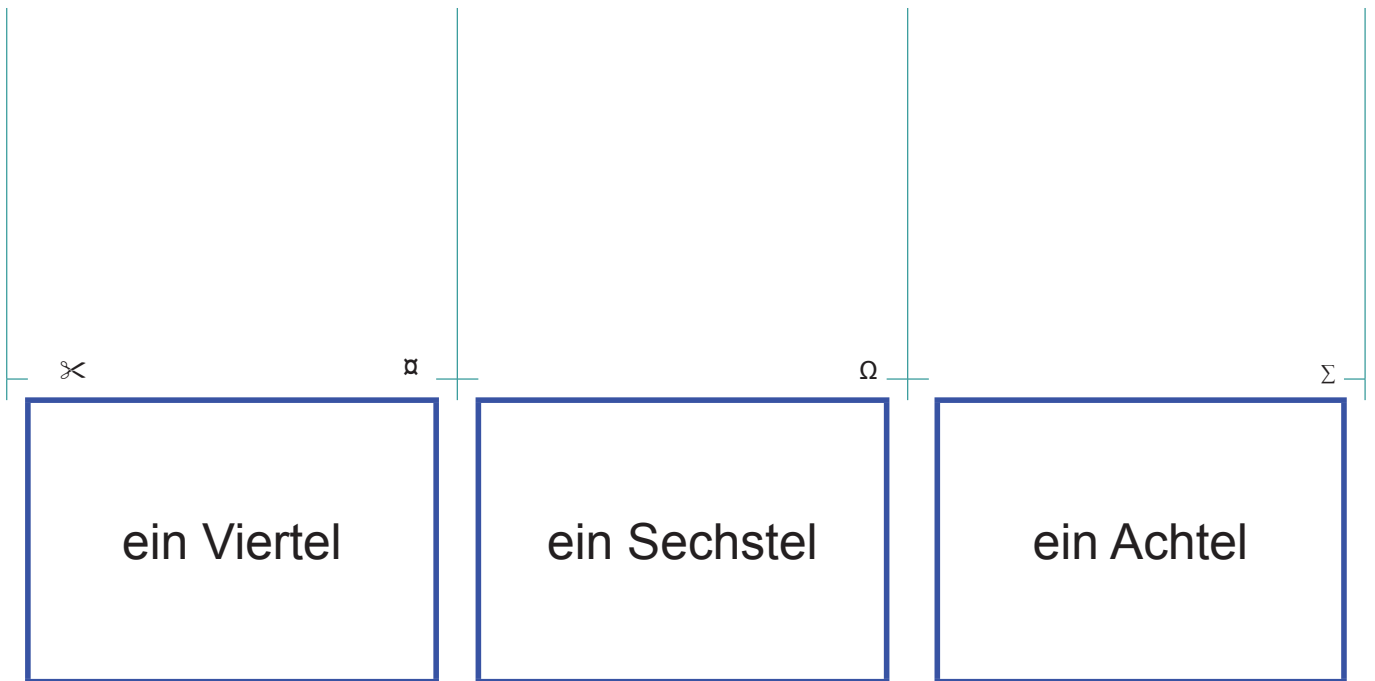 ✂ ¤ Ω ∑
ein Viertel
ein Sechstel
ein Achtel